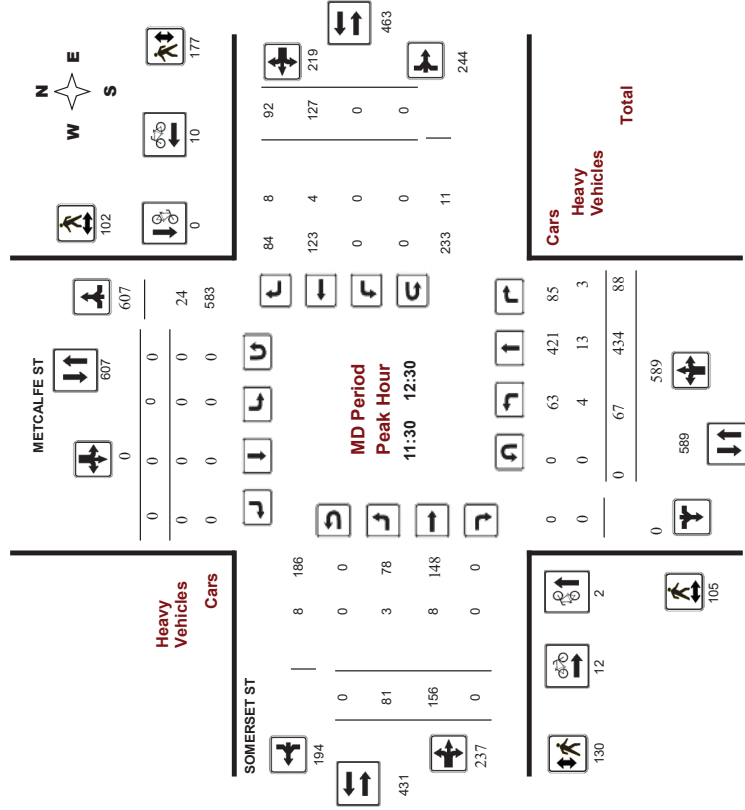 N
W E
S
177
10
0
102
METCALFE ST
607
607
0
24
583
0 0 0 0
0 0 0 0
0 0 0 0
Heavy
Vehicles
Cars
463
219
244
92 8 84
127 4 123
0 0 0
0 0 0
11 233
MD Period
Peak Hour
11:30 12:30
SOMERSET ST
194
431
237
8 186
0 0 0
81 3 78
156 8 148
0 0 0
Cars
Heavy
Vehicles
Total
0 0 63 421 85
0 0 4 13 3
0 67 434 88
0
589
589
2
12
130
105